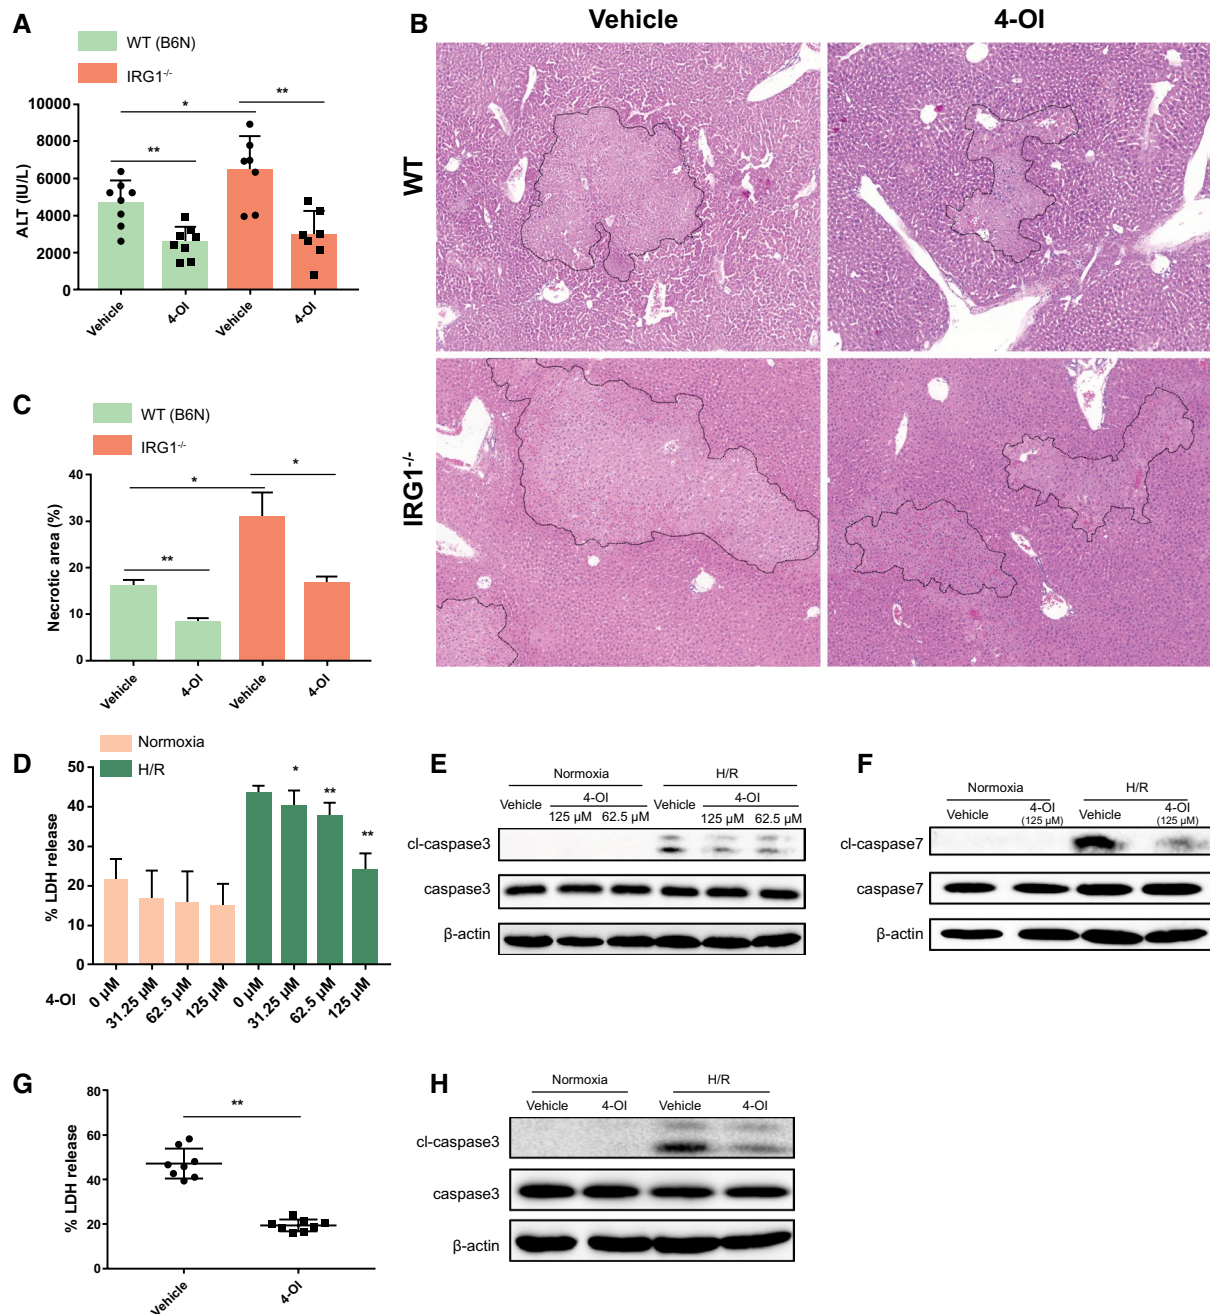 A
WT (B6N)
IRG1-/-
ALT (IU/L)
10000
8000
6000
4000
2000
0
**
*
**
Vehicle
4-OI
Vehicle
4-OI
B
Vehicle
4-OI
WT
IRG1-/-
C
WT (B6N)
IRG1-/-
Necrotic area (%)
40
30
20
10
0
**
*
*
Vehicle
4-OI
Vehicle
4-OI
D
Normoxia
H/R
% LDH release
50
40
30
20
10
0
*
**
**
4-OI
0 µM
31.25 µM
62.5 µM
125 µM
0 µM
31.25 µM
62.5 µM
125 µM
E
Normoxia
H/R
Vehicle
4-OI
125 µM
62.5 µM
Vehicle
4-OI
125 µM
62.5 µM
cl-caspase3
caspase3
β-actin
F
Normoxia
H/R
Vehicle
4-OI
(125 µM)
Vehicle
4-OI
(125 µM)
cl-caspase7
caspase7
β-actin
G
% LDH release
80
60
40
20
0
**
Vehicle
4-OI
H
Normoxia
H/R
Vehicle
4-OI
Vehicle
4-OI
cl-caspase3
caspase3
β-actin